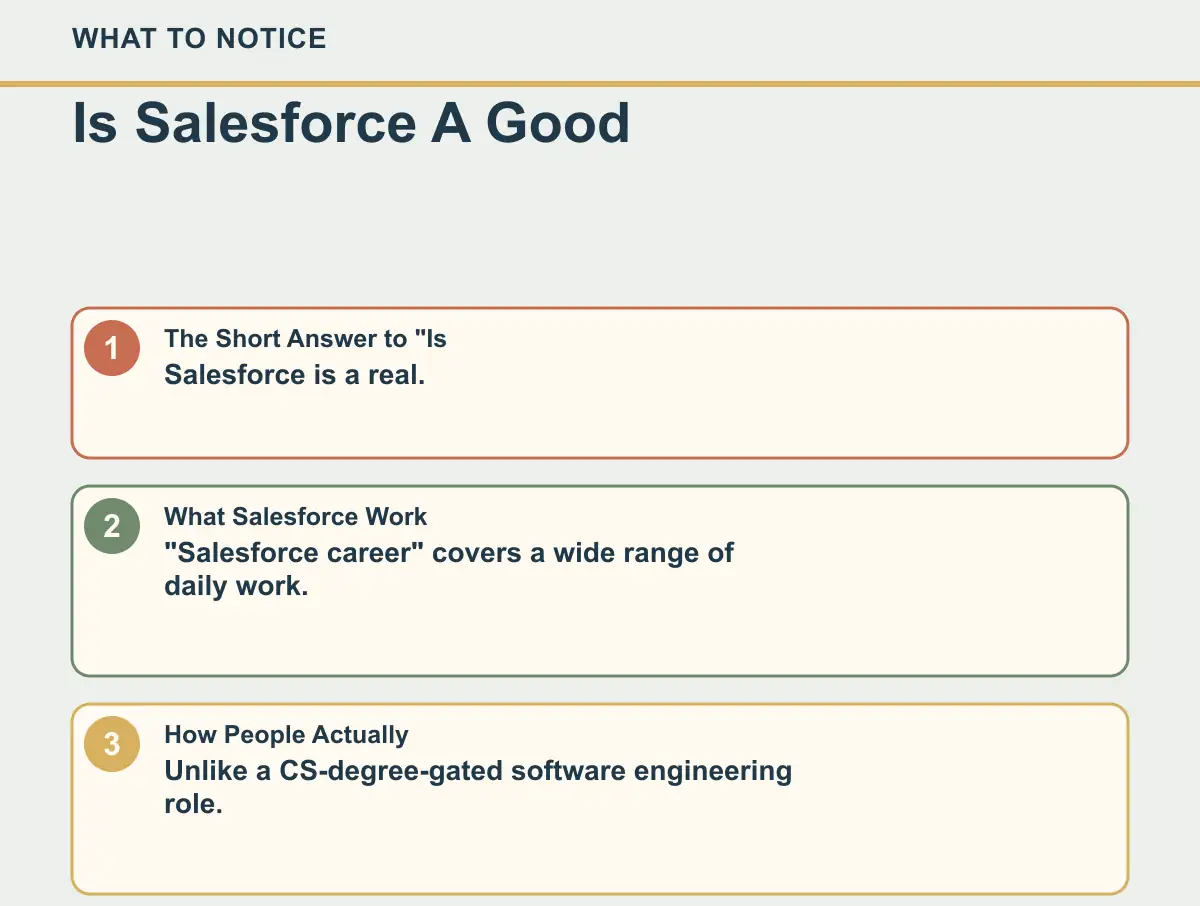 WHAT TO NOTICE
Is Salesforce A Good
1
The Short Answer to "Is
Salesforce is a real.
2
What Salesforce Work
"Salesforce career" covers a wide range of
daily work.
3
How People Actually
Unlike a CS-degree-gated software engineering
role.